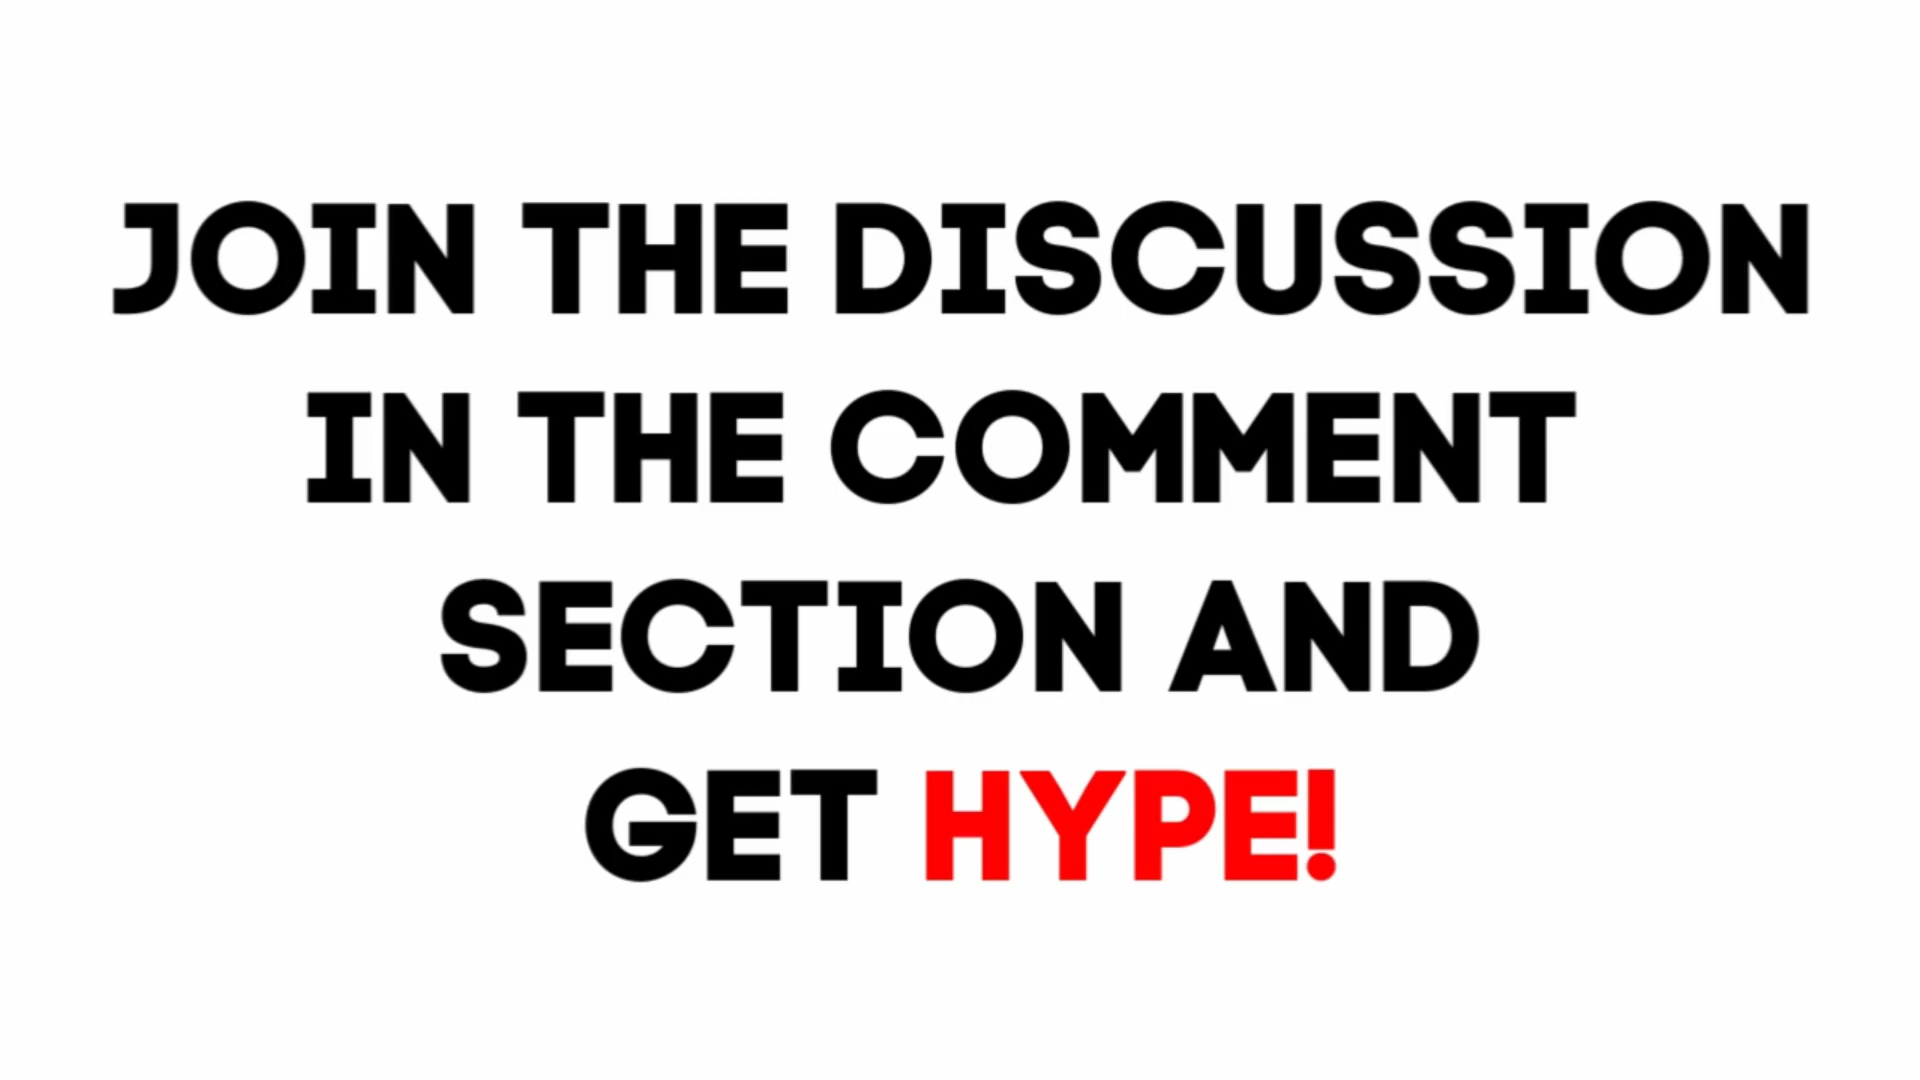 JOIN THE DISCUSSION
IN THE COMMENT
SECTION AND
GET HYPE!